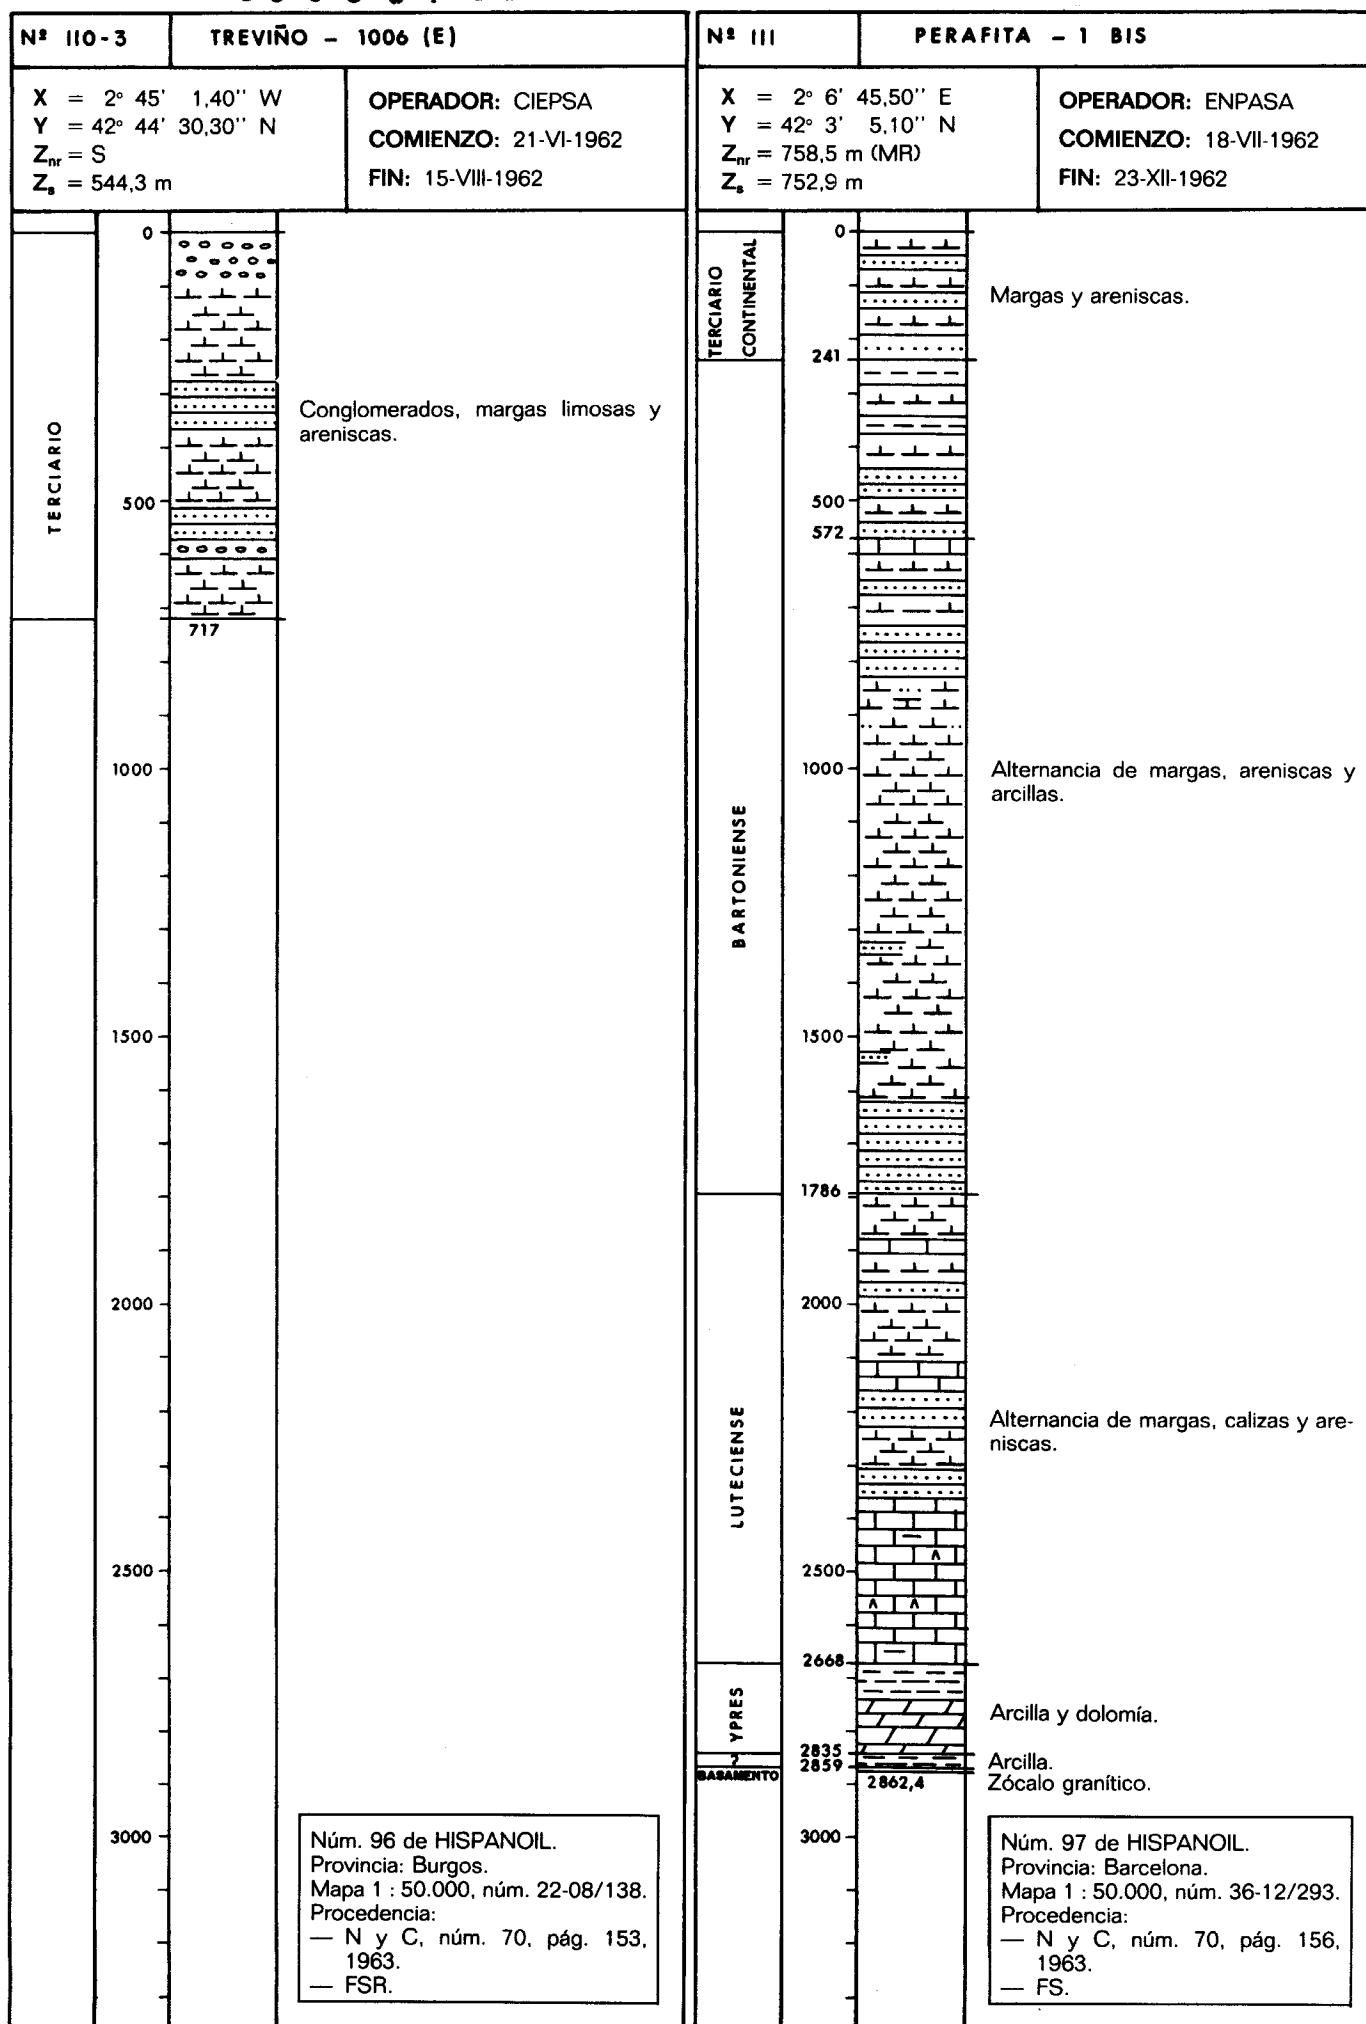 Nº 110-3 TREVIÑO - 1006 (E)
X = 2° 45' 1,40'' W
Y = 42° 44' 30,30'' N
Znr = S
Zs = 544,3 m
OPERADOR: CIEPSA
COMIENZO: 21-VI-1962
FIN: 15-VIII-1962
TERCIARIO
0
500
717
1000
1500
2000
2500
3000
Conglomerados, margas limosas y
areniscas.
Núm. 96 de HISPANOIL.
Provincia: Burgos.
Mapa 1 : 50.000, núm. 22-08/138.
Procedencia:
— N y C, núm. 70, pág. 153,
1963.
— FSR.
Nº III PERAFITA - 1 BIS
X = 2° 6' 45,50'' E
Y = 42° 3' 5,10'' N
Znr = 758,5 m (MR)
Zs = 752,9 m
OPERADOR: ENPASA
COMIENZO: 18-VII-1962
FIN: 23-XII-1962
TERCIARIO
CONTINENTAL
BARTONIENSE
LUTECIENSE
YPRES
?
BASAMENTO
0
241
500
572
1000
1500
1786
2000
2500
2668
2835
2859
2862,4
3000
Margas y areniscas.
Alternancia de margas, areniscas y
arcillas.
Alternancia de margas, calizas y are-
niscas.
Arcilla y dolomía.
Arcilla.
Zócalo granítico.
Núm. 97 de HISPANOIL.
Provincia: Barcelona.
Mapa 1 : 50.000, núm. 36-12/293.
Procedencia:
— N y C, núm. 70, pág. 156,
1963.
— FS.